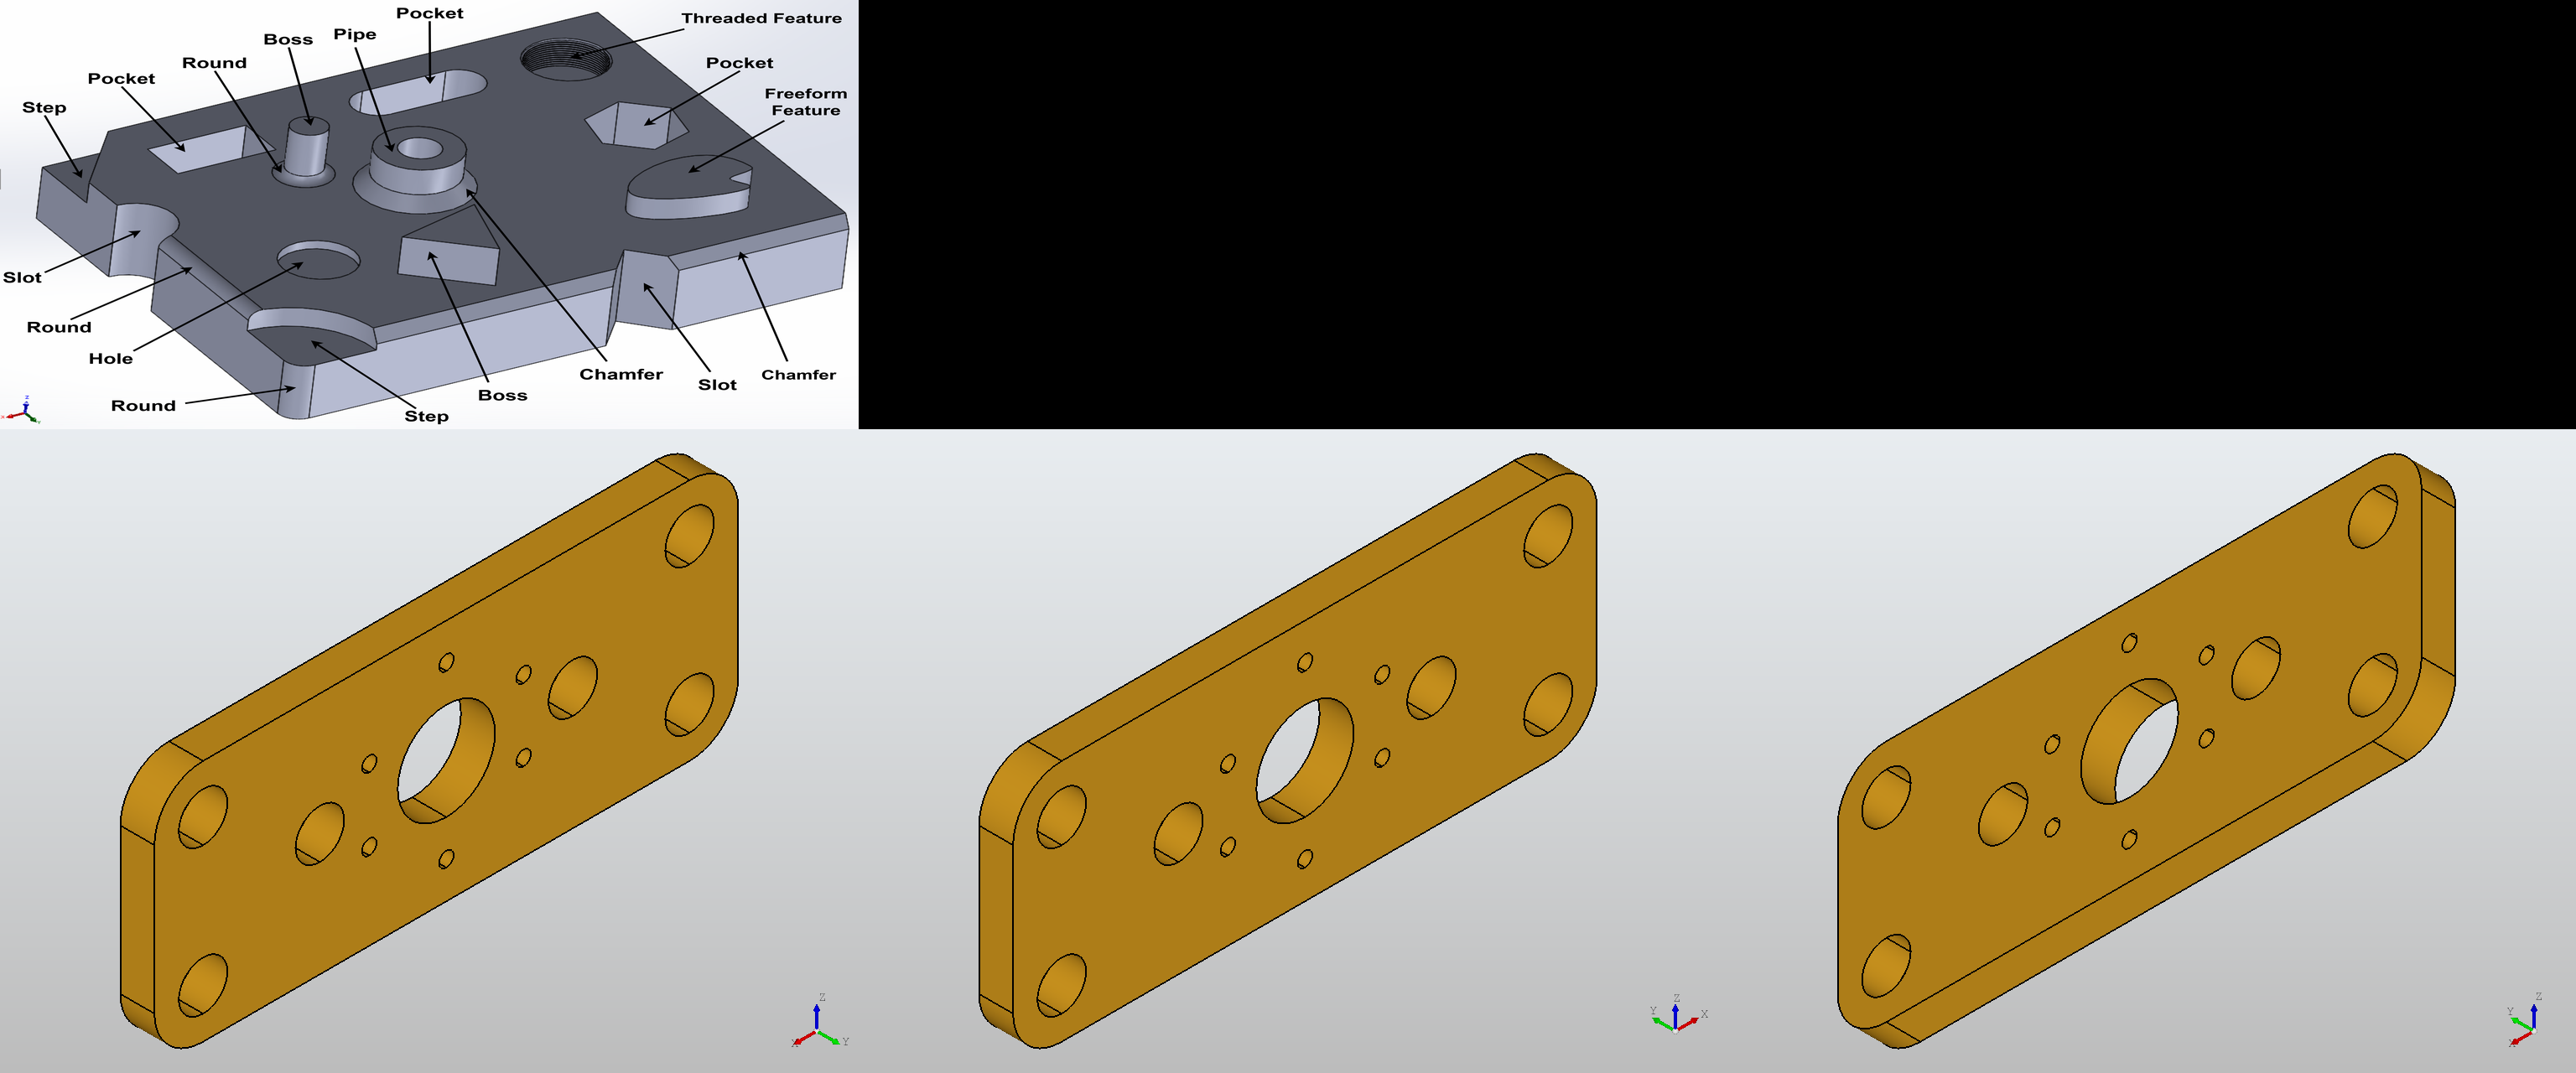 Pocket
Threaded Feature
Boss
Pipe
Round
Pocket
Pocket
Freeform
Feature
Step
Slot
Round
Hole
Chamfer
Slot
Chamfer
Boss
Round
Step
Z
X
Y
Z
Y
X
Z
Y
X